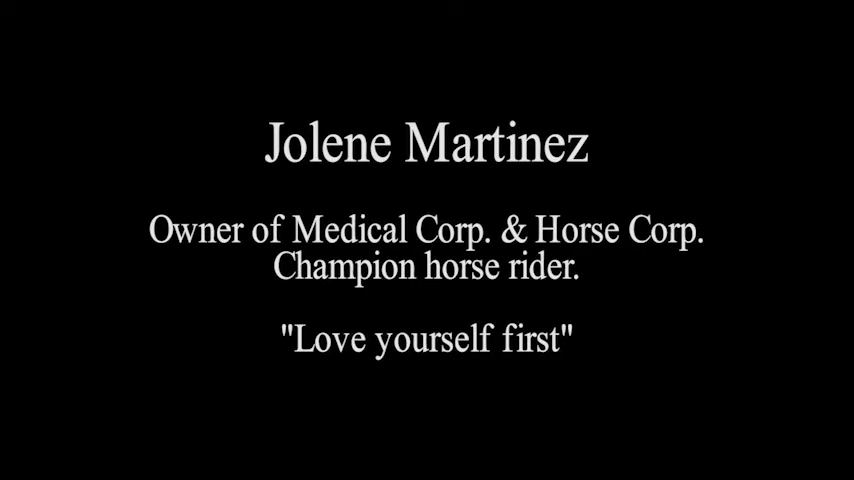 Jolene Martinez
Owner of Medical Corp. & Horse Corp.
Champion horse rider.
"Love yourself first"